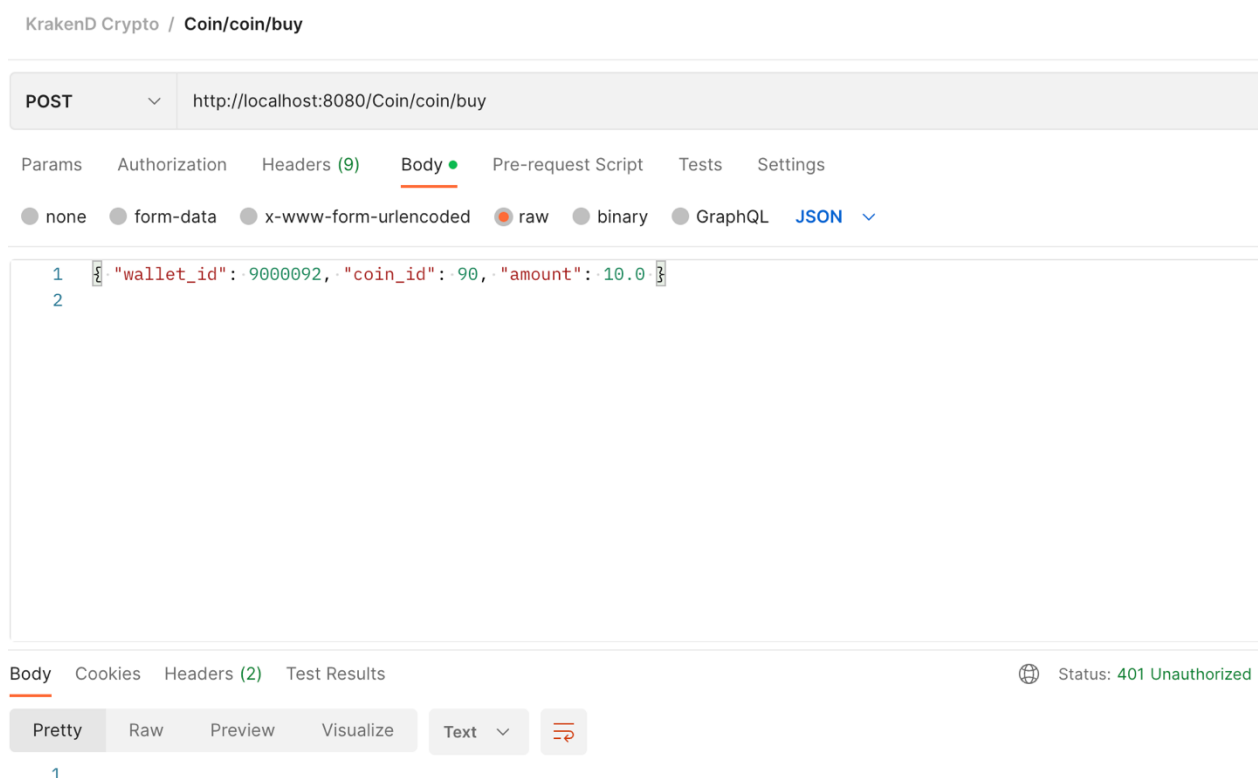 KrakenD Crypto / Coin/coin/buy
POST http://localhost:8080/Coin/coin/buy
Params Authorization Headers (9) Body Pre-request Script Tests Settings
none form-data x-www-form-urlencoded raw binary GraphQL JSON
1 { "wallet_id": 9000092, "coin_id": 90, "amount": 10.0 }
2
Body Cookies Headers (2) Test Results Status: 401 Unauthorized
Pretty Raw Preview Visualize Text
1